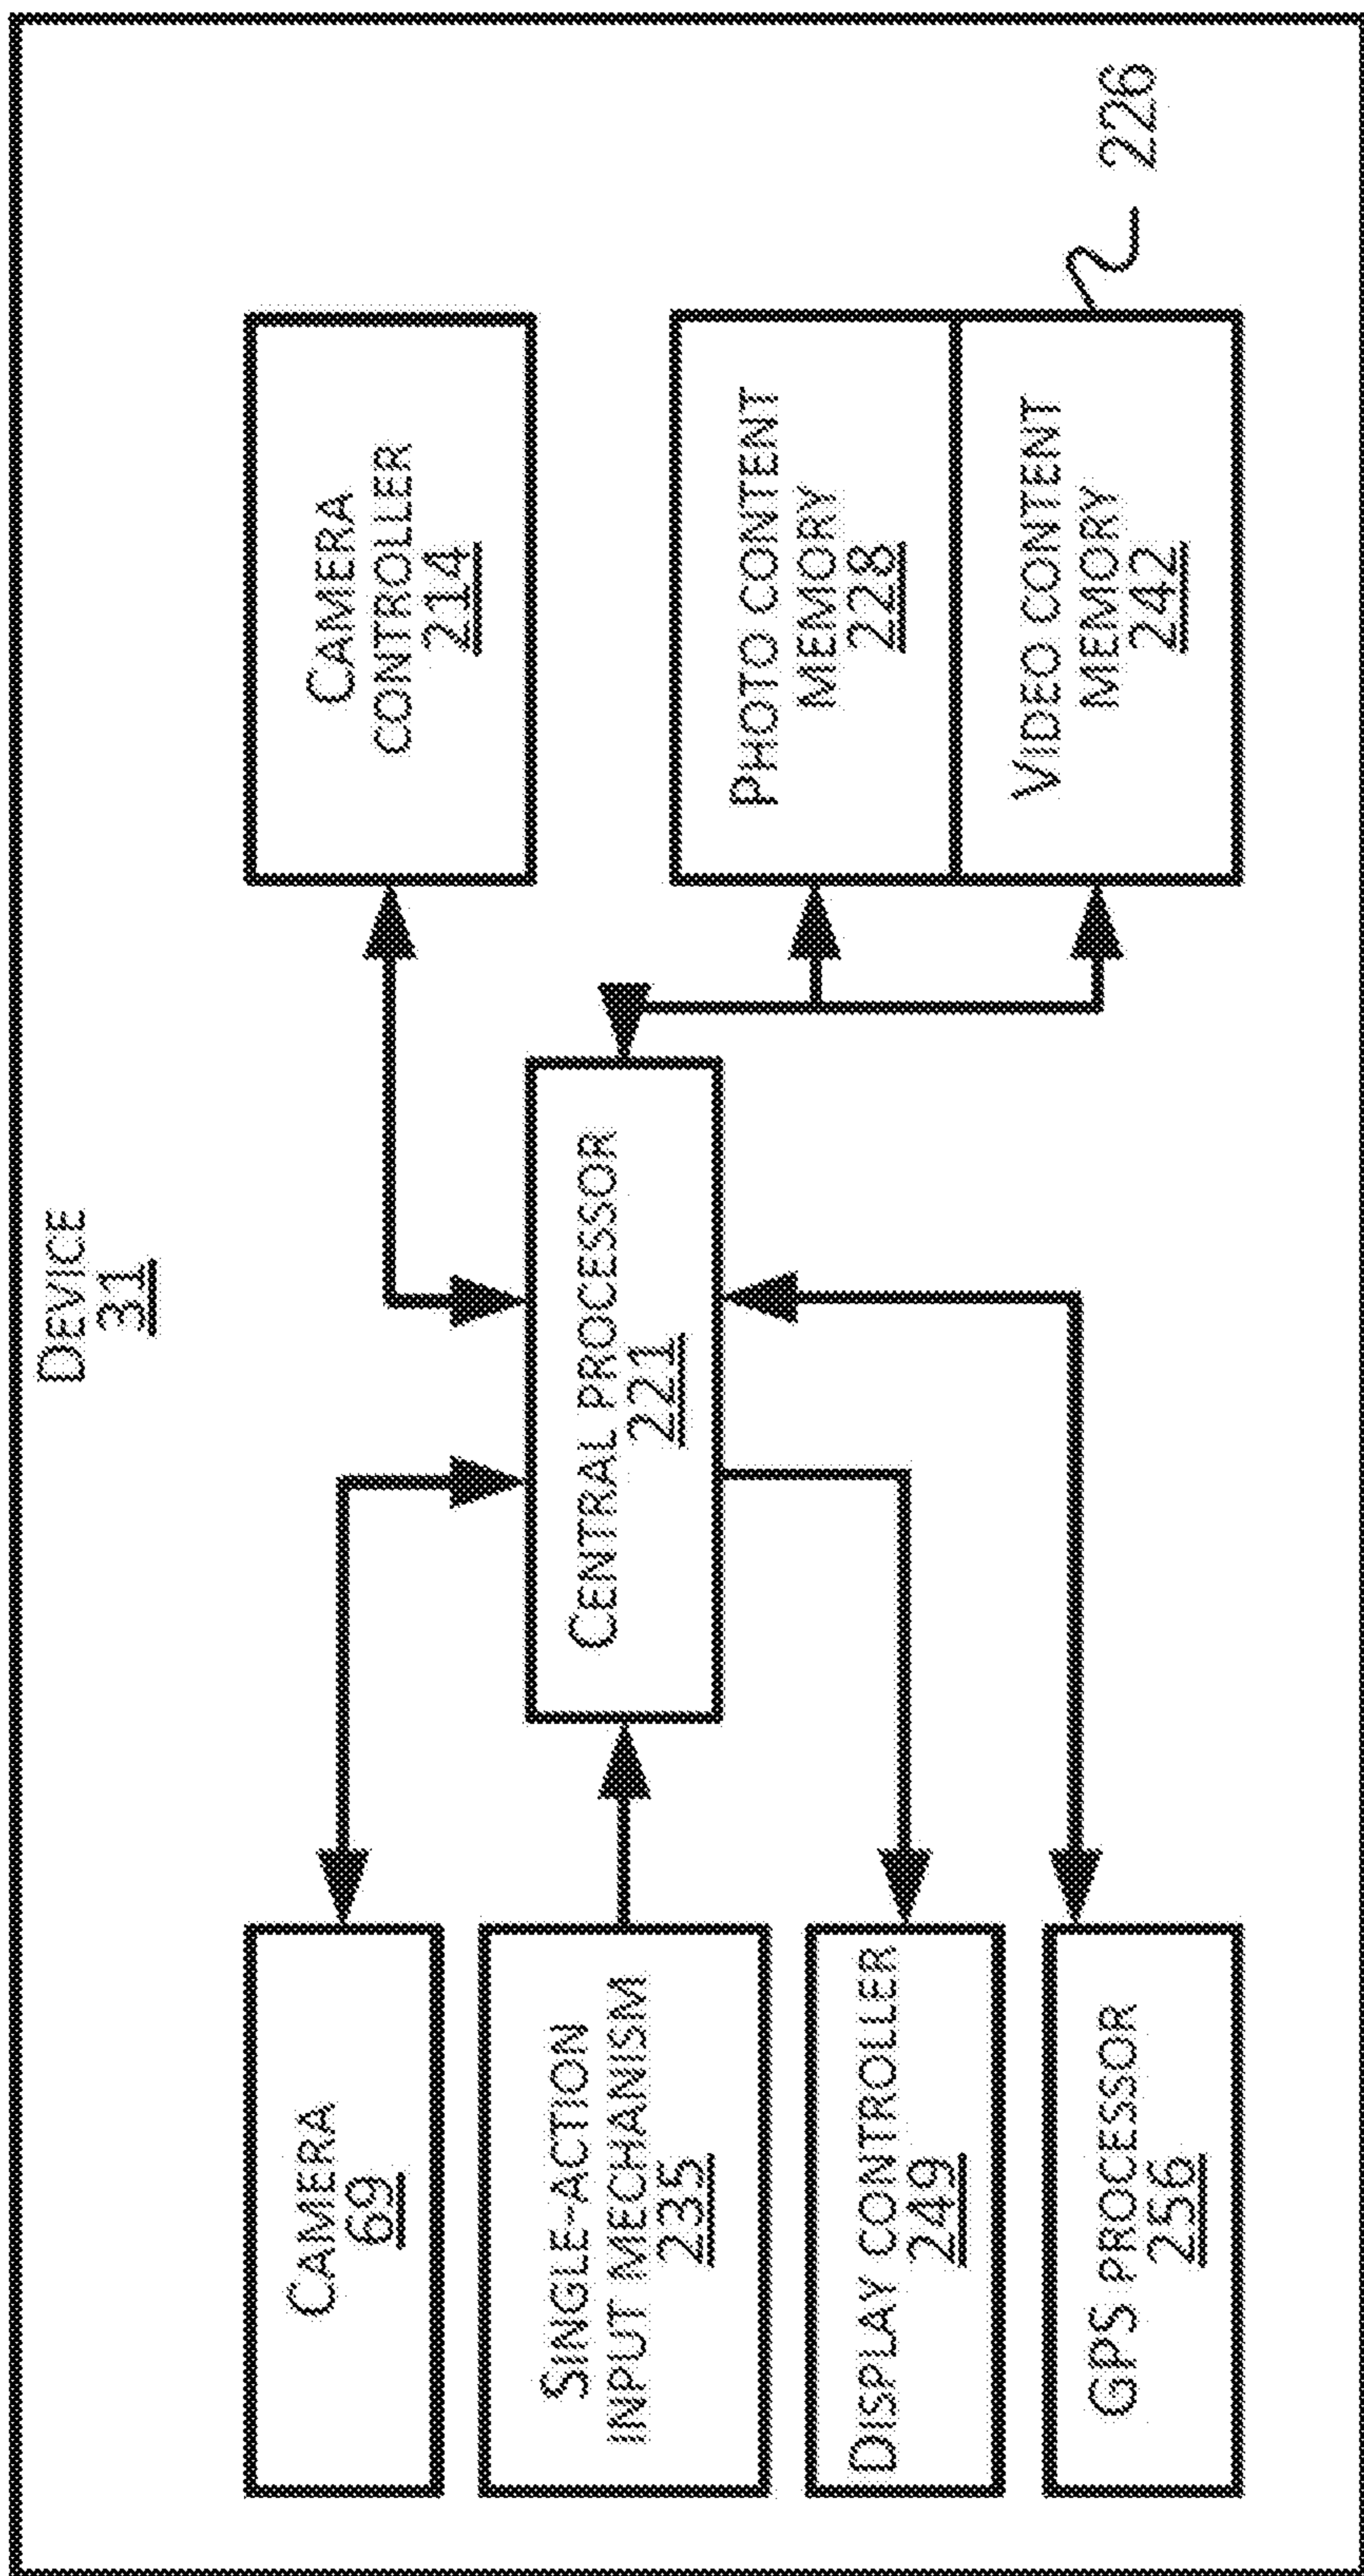 DEVICE
31
CAMERA
69
SINGLE-ACTION
INPUT MECHANISM
235
DISPLAY CONTROLLER
249
GPS PROCESSOR
256
CENTRAL PROCESSOR
221
CAMERA
CONTROLLER
214
PHOTO CONTENT
MEMORY
228
VIDEO CONTENT
MEMORY
242
226